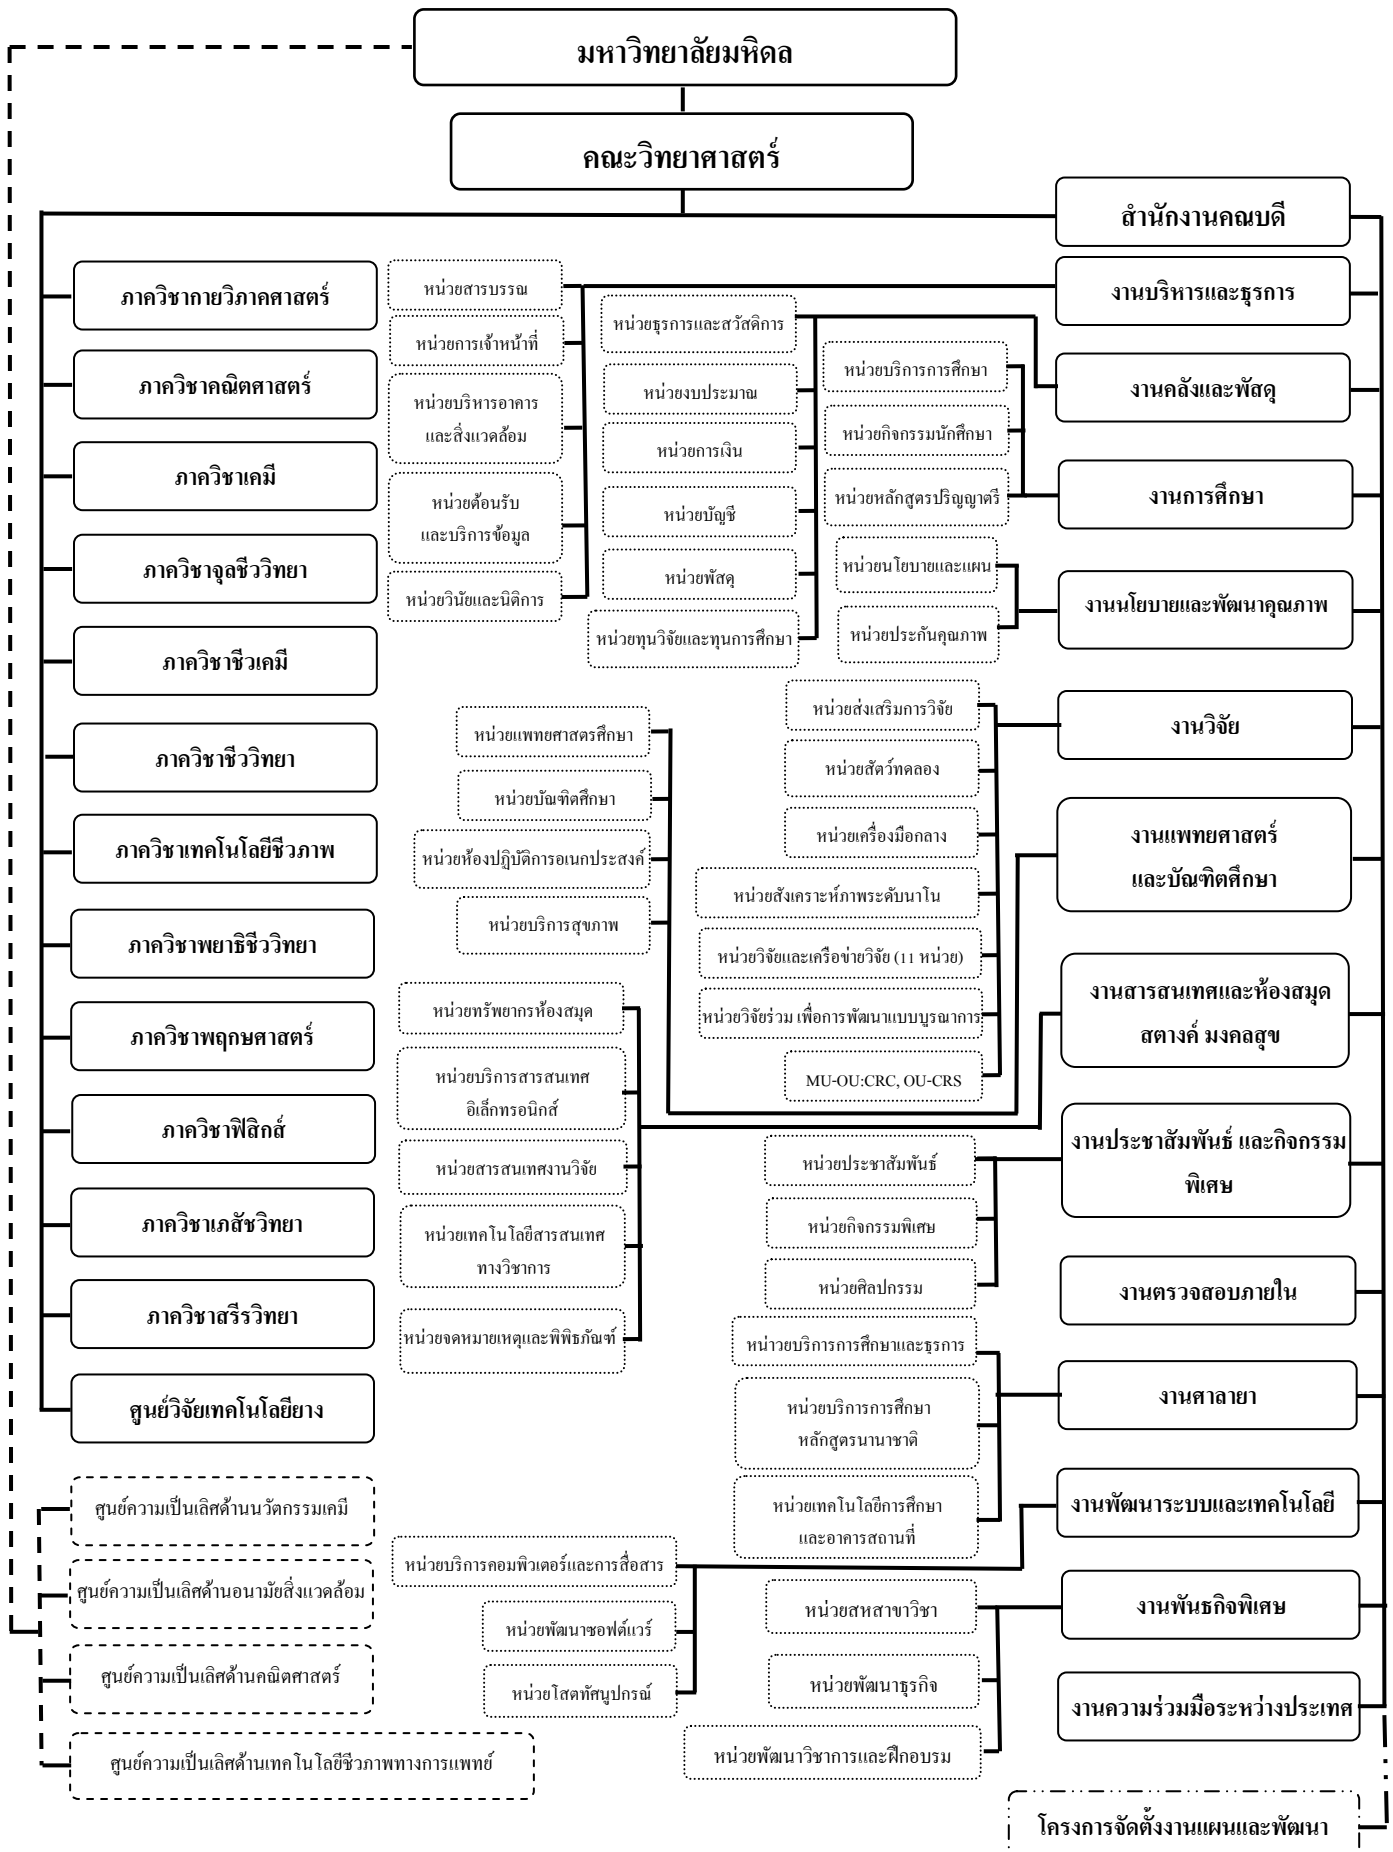 มหาวิทยาลัยมหิดล
คณะวิทยาศาสตร์
สำนักงานคณบดี
ภาควิชากายวิภาคศาสตร์
ภาควิชาคณิตศาสตร์
ภาควิชาเคมี
ภาควิชาจุลชีววิทยา
ภาควิชาชีวเคมี
ภาควิชาชีววิทยา
ภาควิชาเทคโนโลยีชีวภาพ
ภาควิชาพยาธิชีววิทยา
ภาควิชาพฤกษศาสตร์
ภาควิชาฟิสิกส์
ภาควิชาเภสัชวิทยา
ภาควิชาสรีรวิทยา
ศูนย์วิจัยเทคโนโลยียาง
ศูนย์ความเป็นเลิศด้านนวัตกรรมเคมี
ศูนย์ความเป็นเลิศด้านอนามัยสิ่งแวดล้อม
ศูนย์ความเป็นเลิศด้านคณิตศาสตร์
ศูนย์ความเป็นเลิศด้านเทคโนโลยีชีวภาพทางการแพทย์
งานบริหารและธุรการ
หน่วยสารบรรณ
หน่วยการเจ้าหน้าที่
หน่วยบริหารอาคาร
และสิ่งแวดล้อม
หน่วยต้อนรับ
และบริการข้อมูล
หน่วยวินัยและนิติการ
งานคลังและพัสดุ
หน่วยธุรการและสวัสดิการ
หน่วยงบประมาณ
หน่วยการเงิน
หน่วยบัญชี
หน่วยพัสดุ
หน่วยทุนวิจัยและทุนการศึกษา
งานการศึกษา
หน่วยบริการการศึกษา
หน่วยกิจกรรมนักศึกษา
หน่วยหลักสูตรปริญญาตรี
งานนโยบายและพัฒนาคุณภาพ
หน่วยนโยบายและแผน
หน่วยประกันคุณภาพ
งานวิจัย
หน่วยส่งเสริมการวิจัย
หน่วยสัตว์ทดลอง
หน่วยเครื่องมือกลาง
หน่วยสังเคราะห์ภาพระดับนาโน
หน่วยวิจัยและเครือข่ายวิจัย (11 หน่วย)
หน่วยวิจัยร่วม เพื่อการพัฒนาแบบบูรณาการ
MU-OU:CRC, OU-CRS
งานแพทยศาสตร์
และบัณฑิตศึกษา
หน่วยแพทยศาสตรศึกษา
หน่วยบัณฑิตศึกษา
หน่วยห้องปฏิบัติการอเนกประสงค์
หน่วยบริการสุขภาพ
งานสารสนเทศและห้องสมุด
สตางค์ มงคลสุข
หน่วยทรัพยากรห้องสมุด
หน่วยบริการสารสนเทศ
อิเล็กทรอนิกส์
หน่วยสารสนเทศงานวิจัย
หน่วยเทคโนโลยีสารสนเทศ
ทางวิชาการ
หน่วยจดหมายเหตุและพิพิธภัณฑ์
งานประชาสัมพันธ์ และกิจกรรม
พิเศษ
หน่วยประชาสัมพันธ์
หน่วยกิจกรรมพิเศษ
หน่วยศิลปกรรม
งานตรวจสอบภายใน
งานศาลายา
หน่าวยบริการการศึกษาและธุรการ
หน่วยบริการการศึกษา
หลักสูตรนานาชาติ
หน่วยเทคโนโลยีการศึกษา
และอาคารสถานที่
งานพัฒนาระบบและเทคโนโลยี
หน่วยบริการคอมพิวเตอร์และการสื่อสาร
หน่วยพัฒนาซอฟต์แวร์
หน่วยโสตทัศนูปกรณ์
งานพันธกิจพิเศษ
หน่วยสหสาขาวิชา
หน่วยพัฒนาธุรกิจ
หน่วยพัฒนาวิชาการและฝึกอบรม
งานความร่วมมือระหว่างประเทศ
โครงการจัดตั้งงานแผนและพัฒนา